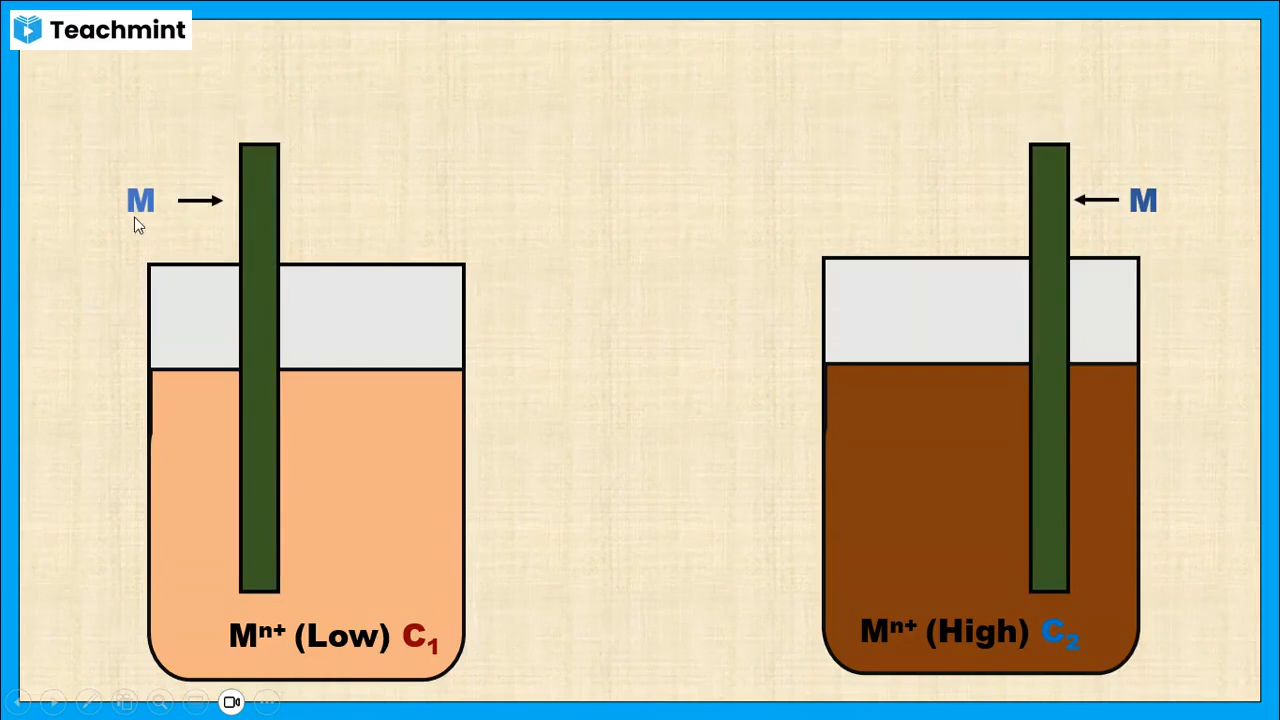 Teachmint
M
M
Mⁿ⁺ (Low) C₁
Mⁿ⁺ (High) C₂